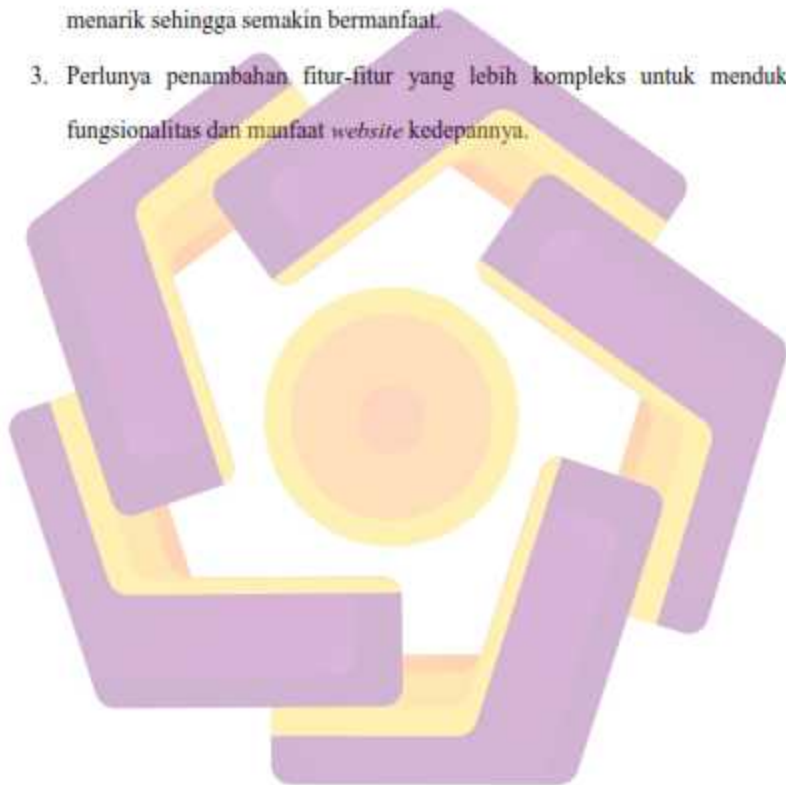 menarik sehingga semakin bermanfaat.
3. Perlunya penambahan fitur-fitur yang lebih kompleks untuk menduk
fungsionalitas dan manfaat website kedepannya.